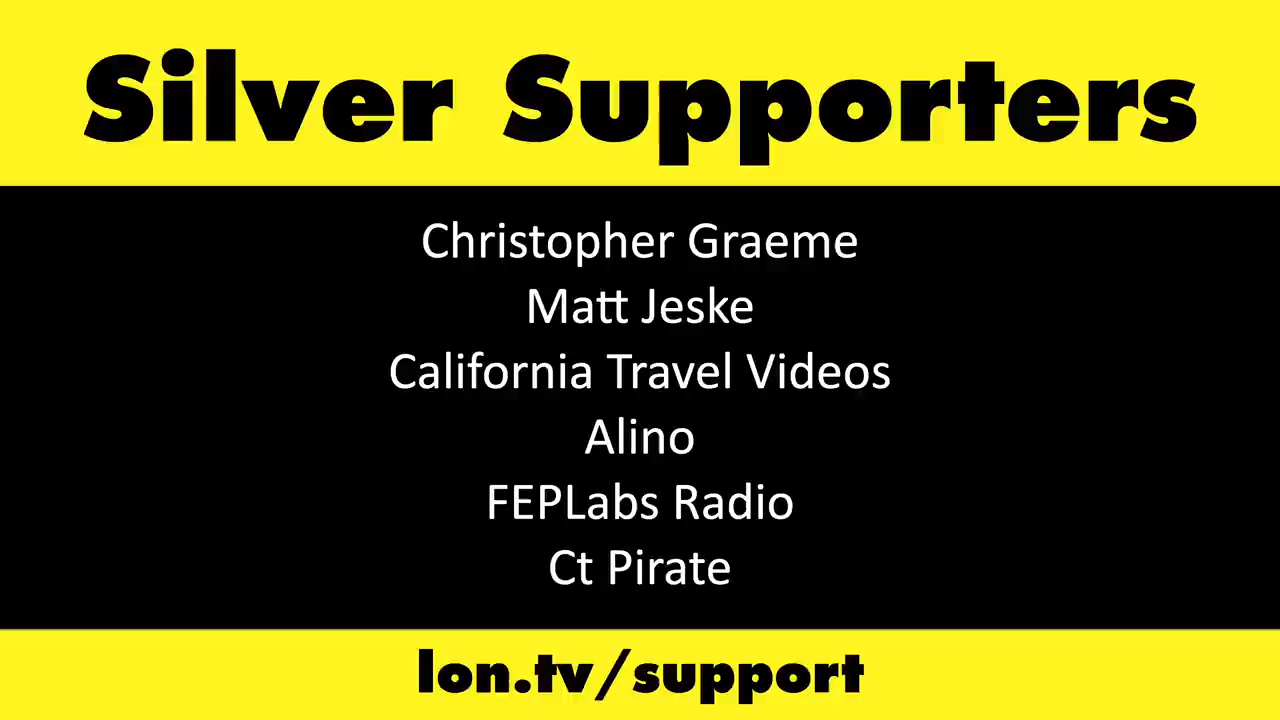 Silver Supporters
Christopher Graeme
Matt Jeske
California Travel Videos
Alino
FEPLabs Radio
Ct Pirate
lon.tv/support